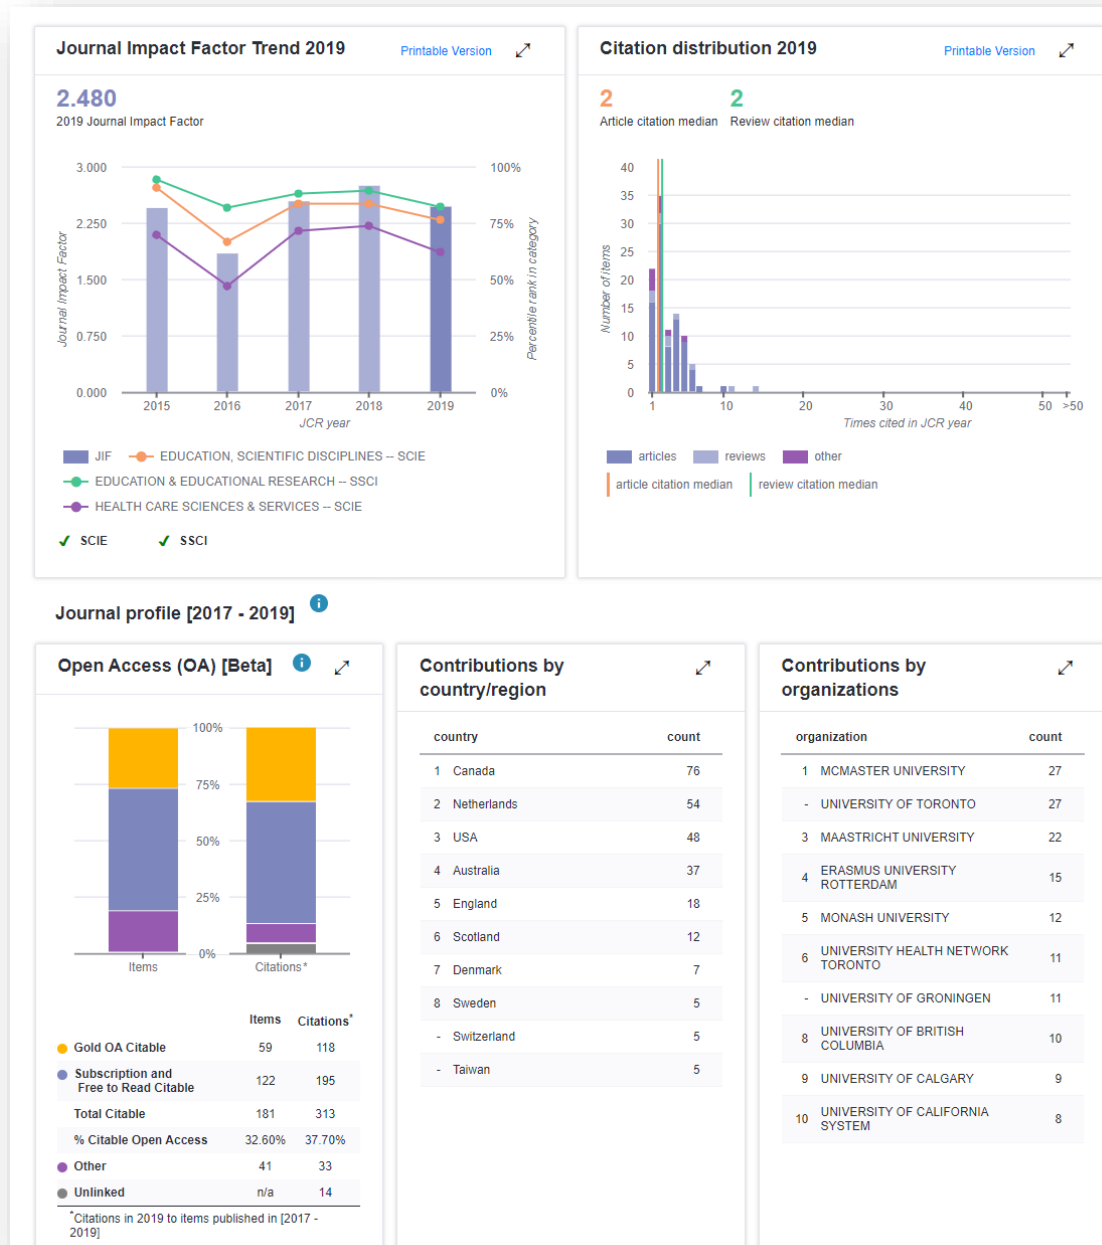 Journal Impact Factor Trend 2019
Printable Version
2.480
2019 Journal Impact Factor
3.000
2.250
1.500
0.750
0.000
Journal Impact Factor
100%
75%
50%
25%
0%
Percentile rank in category
2015 2016 2017 2018 2019
JCR year
JIF EDUCATION, SCIENTIFIC DISCIPLINES -- SCIE
EDUCATION & EDUCATIONAL RESEARCH -- SSCI
HEALTH CARE SCIENCES & SERVICES -- SCIE
SCIE SSCI
Citation distribution 2019
Printable Version
2 2
Article citation median Review citation median
40
35
30
25
20
15
10
5
0
Number of items
1 10 20 30 40 50 >50
Times cited in JCR year
articles reviews other
article citation median review citation median
Journal profile [2017 - 2019]
Open Access (OA) [Beta]
100%
75%
50%
25%
0%
Items Citations*
Items Citations*
Gold OA Citable 59 118
Subscription and
Free to Read Citable 122 195
Total Citable 181 313
% Citable Open Access 32.60% 37.70%
Other 41 33
Unlinked n/a 14
*Citations in 2019 to items published in [2017 -
2019]
Contributions by
country/region
country count
1 Canada 76
2 Netherlands 54
3 USA 48
4 Australia 37
5 England 18
6 Scotland 12
7 Denmark 7
8 Sweden 5
- Switzerland 5
- Taiwan 5
Contributions by
organizations
organization count
1 MCMASTER UNIVERSITY 27
- UNIVERSITY OF TORONTO 27
3 MAASTRICHT UNIVERSITY 22
4 ERASMUS UNIVERSITY
ROTTERDAM 15
5 MONASH UNIVERSITY 12
6 UNIVERSITY HEALTH NETWORK
TORONTO 11
- UNIVERSITY OF GRONINGEN 11
8 UNIVERSITY OF BRITISH
COLUMBIA 10
9 UNIVERSITY OF CALGARY 9
10 UNIVERSITY OF CALIFORNIA
SYSTEM 8